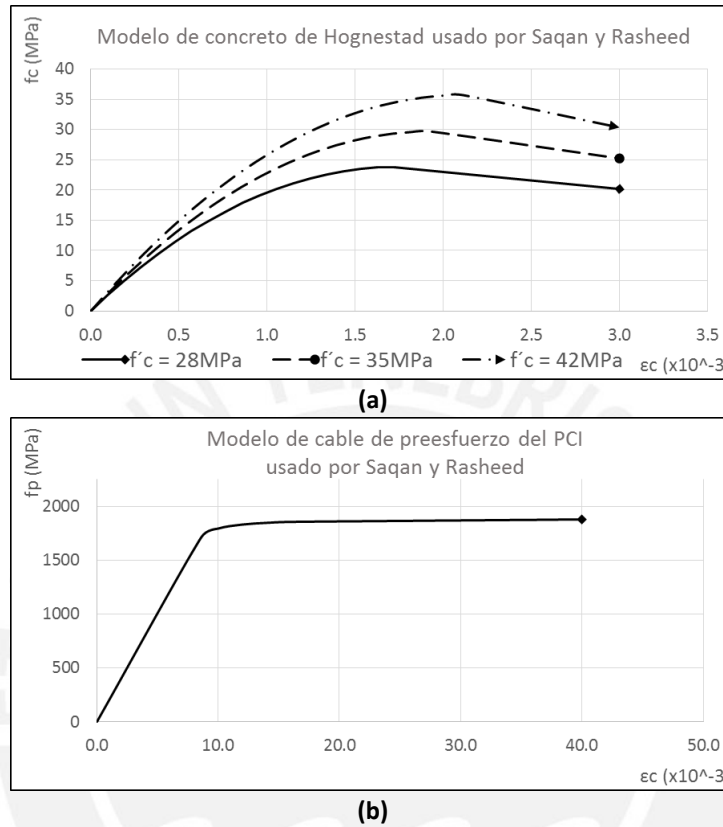 Modelo de concreto de Hognestad usado por Saqan y Rasheed
fc (MPa)
40
35
30
25
20
15
10
5
0
0.0 0.5 1.0 1.5 2.0 2.5 3.0 3.5
f´c = 28MPa f´c = 35MPa f´c = 42MPa
εc (x10^-3
(a)
IN TENEBRIS
Modelo de cable de preesfuerzo del PCI
usado por Saqan y Rasheed
fp (MPa)
2000
1500
1000
500
0
0.0 10.0 20.0 30.0 40.0 50.0
εc (x10^-3
(b)